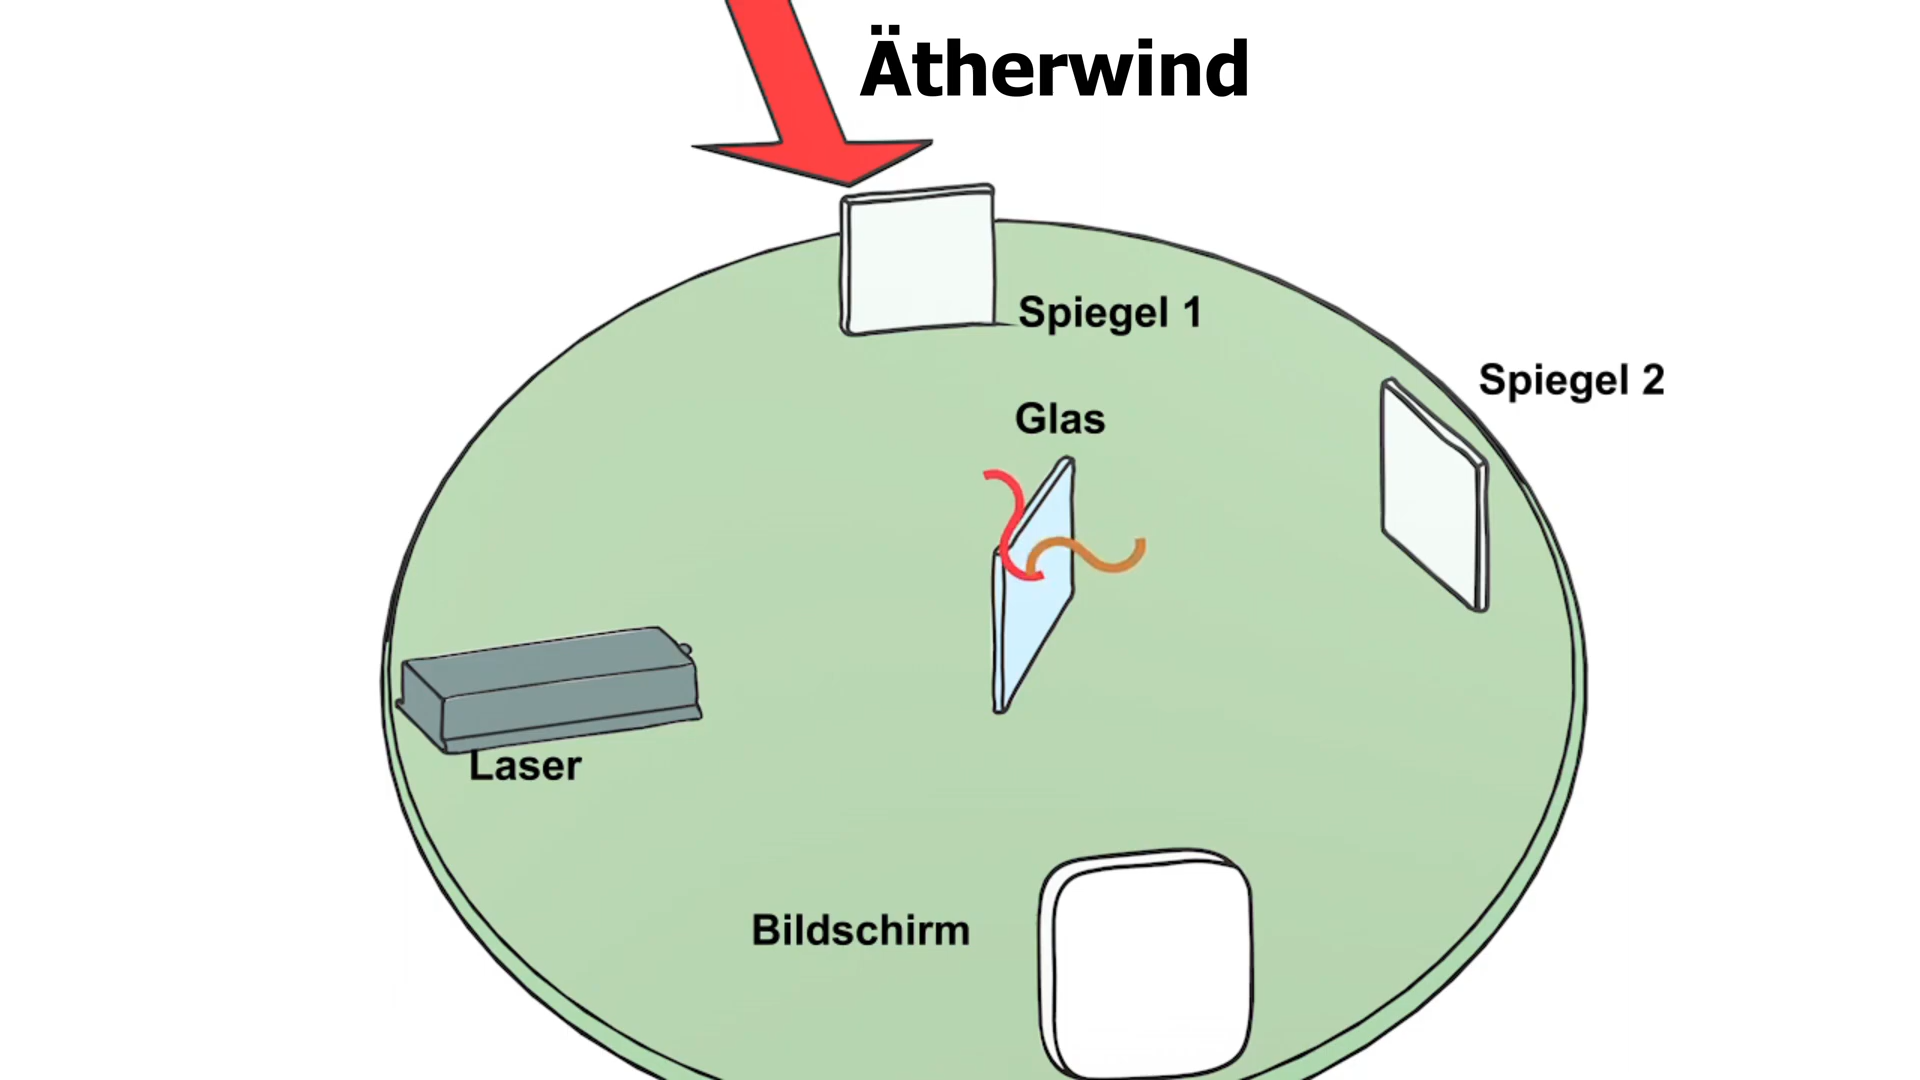 Ätherwind
Spiegel 1
Spiegel 2
Glas
Laser
Bildschirm